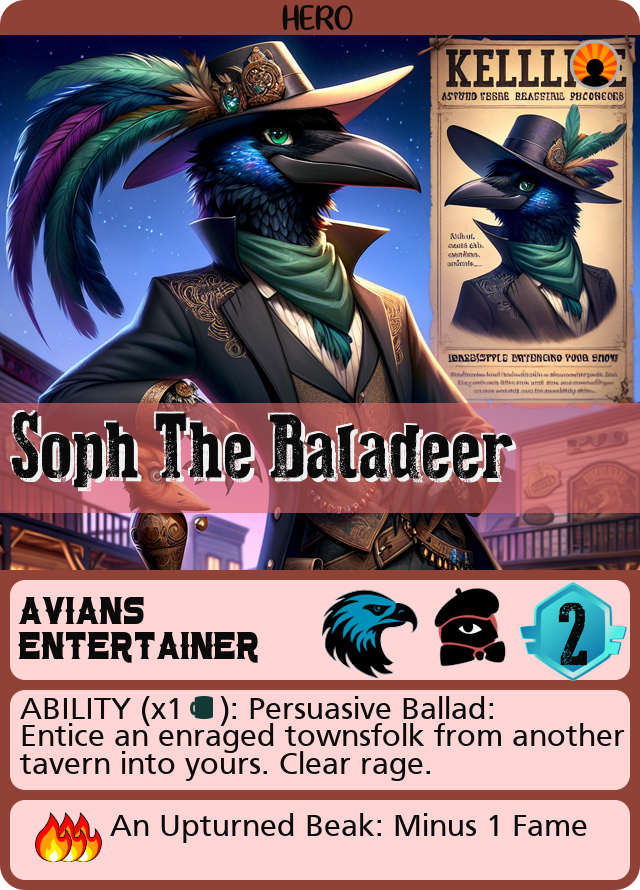 HERO
Soph The Baladeer
AVIANS
ENTERTAINER
2
ABILITY (x1 ): Persuasive Ballad:
Entice an enraged townsfolk from another
tavern into yours. Clear rage.
An Upturned Beak: Minus 1 Fame